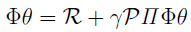 Φθ = ℛ + γ𝒫ΠΦθ